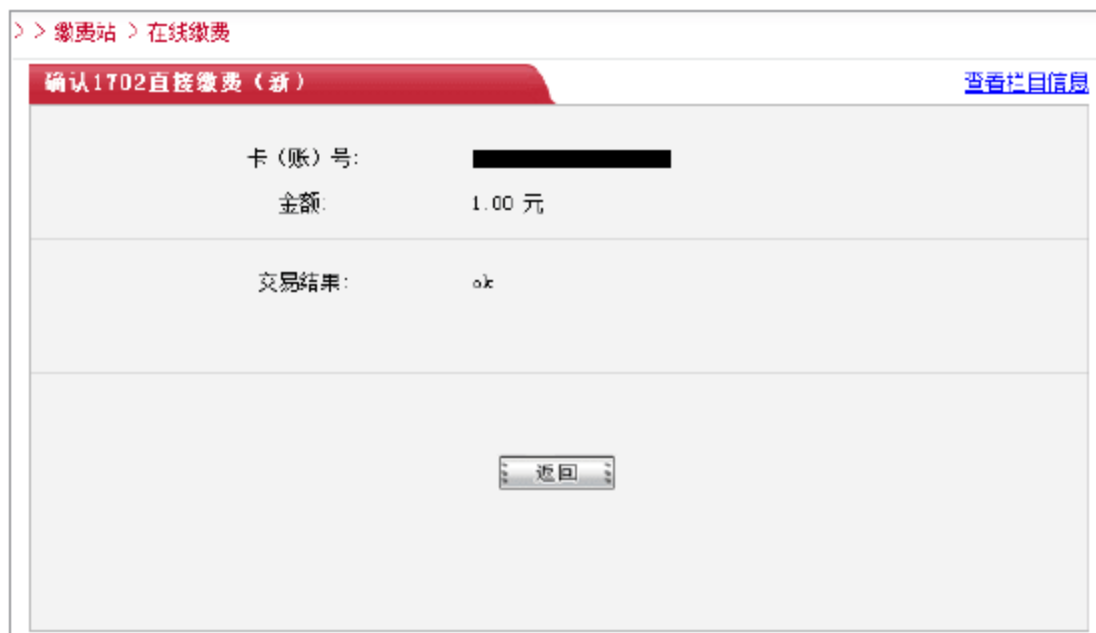 > > 缴费站 > 在线缴费
确认1702直接缴费（新）
查看栏目信息
卡（账）号:
金额: 1.00 元
交易结果: ok
返回